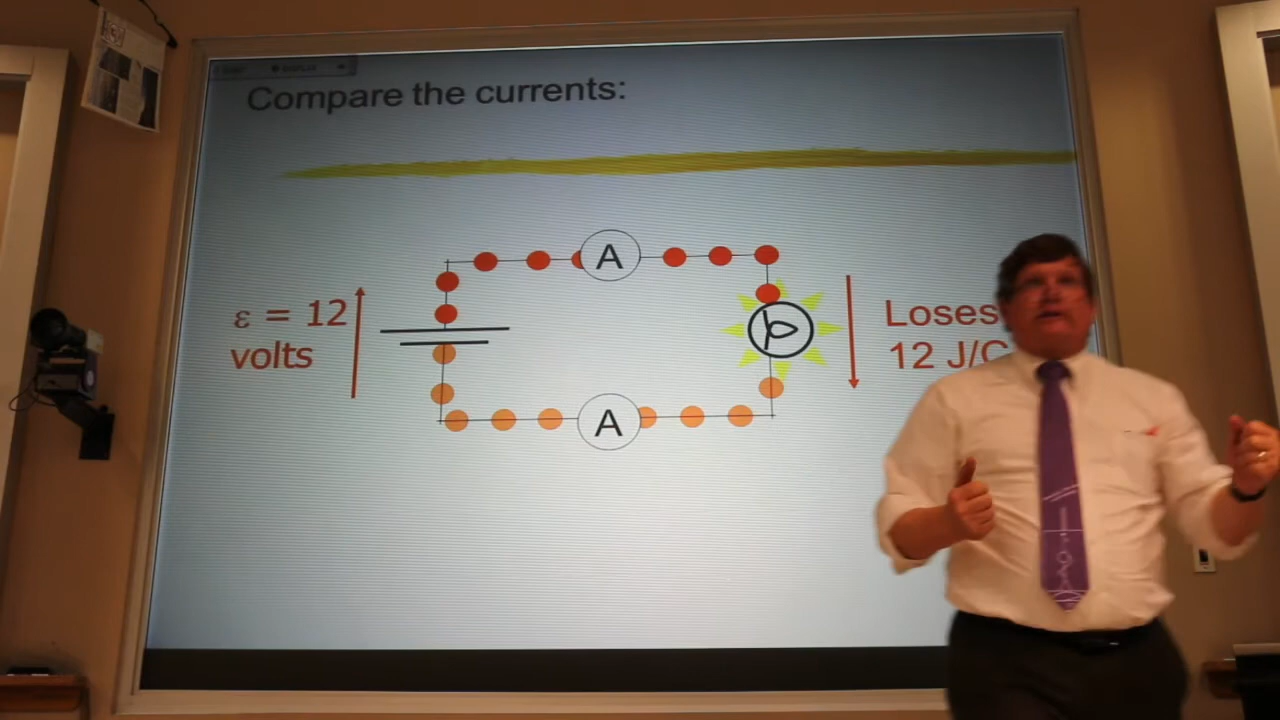 Compare the currents:
A
ε = 12
volts
Loses
12 J/C
A